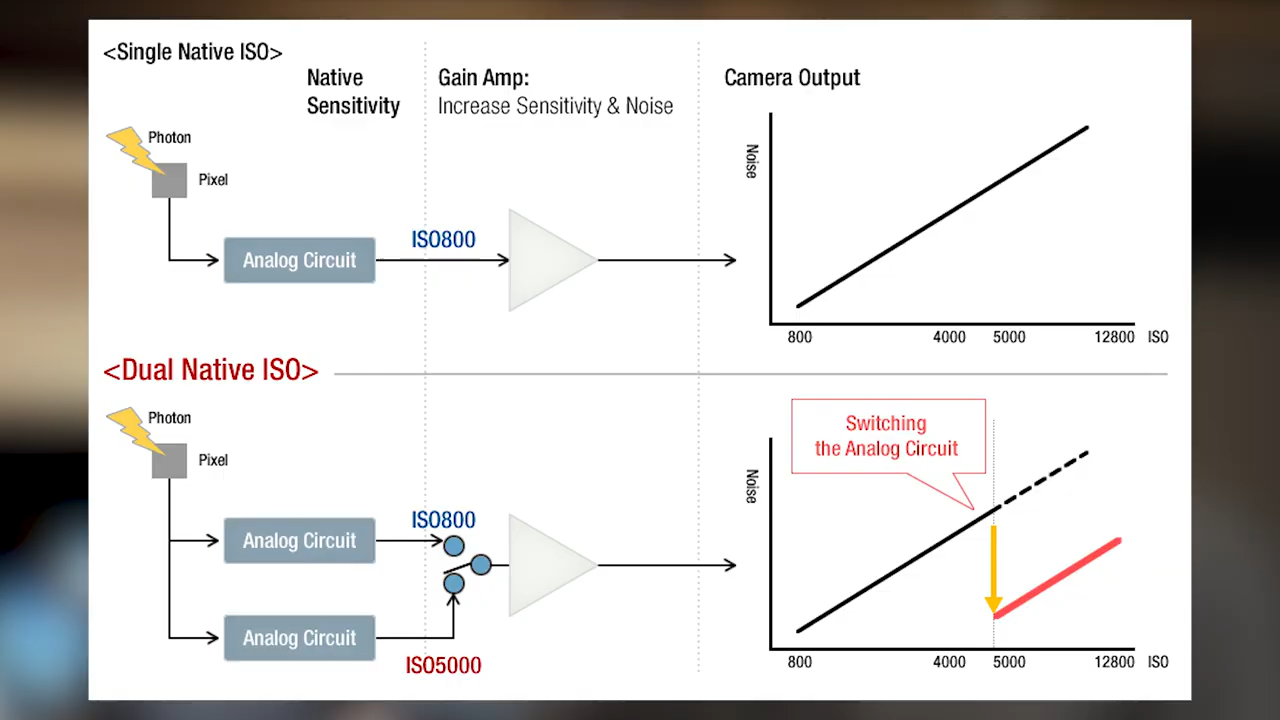 <Single Native ISO>
Native
Sensitivity
Gain Amp:
Increase Sensitivity & Noise
Camera Output
Photon
Pixel
Analog Circuit
ISO800
Noise
800 4000 5000 12800 ISO
<Dual Native ISO>
Photon
Pixel
Analog Circuit
ISO800
Analog Circuit
ISO5000
Switching
the Analog Circuit
Noise
800 4000 5000 12800 ISO